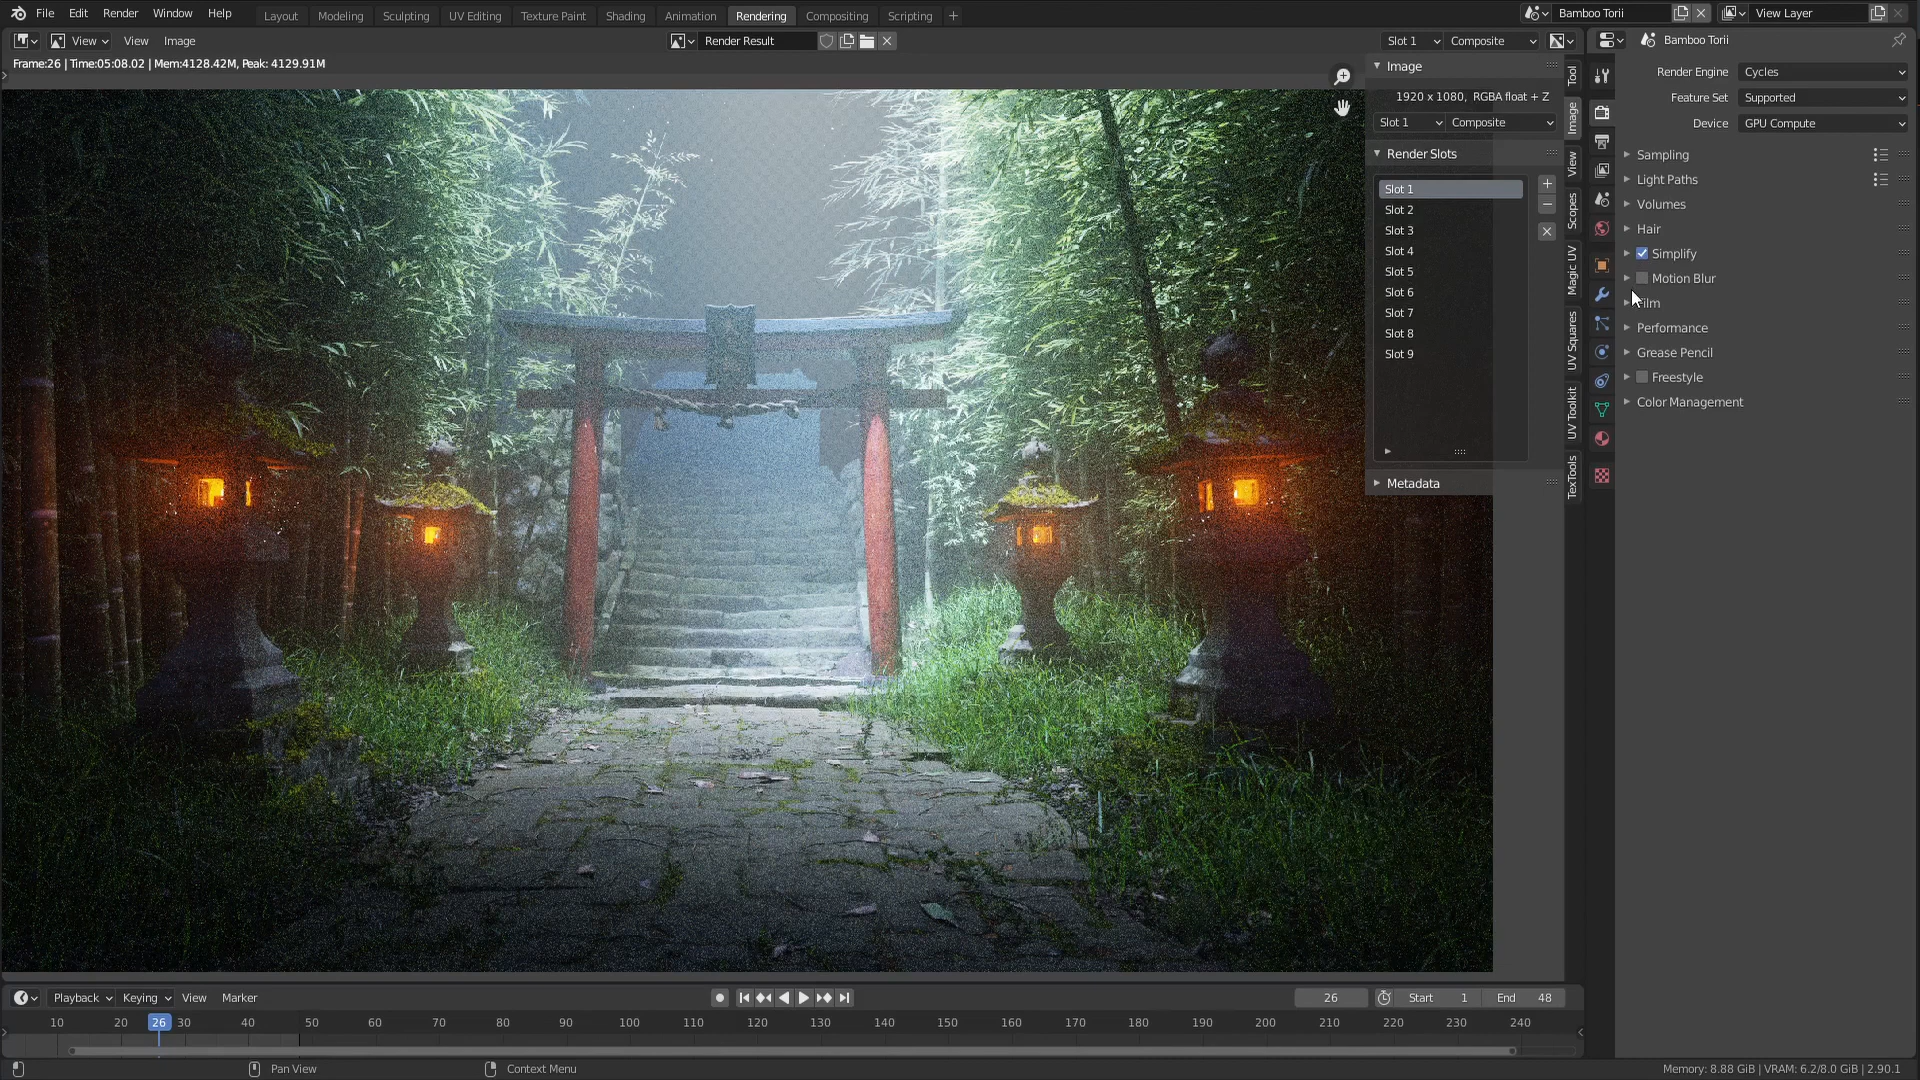 File Edit Render Window Help Layout Modeling Sculpting UV Editing Texture Paint Shading Animation Rendering Compositing Scripting + Bamboo Torii View Layer
View View Image Render Result Slot 1 Composite Bamboo Torii
Frame:26 | Time:05:08.02 | Mem:4128.42M, Peak: 4129.91M
Image
1920 x 1080, RGBA float + Z
Slot 1 Composite
Render Slots
Slot 1
Slot 2
Slot 3
Slot 4
Slot 5
Slot 6
Slot 7
Slot 8
Slot 9
Metadata
Tool
Image
View
Scopes
Magic UV
UV Squares
UV Toolkit
TexTools
Render Engine Cycles
Feature Set Supported
Device GPU Compute
Sampling
Light Paths
Volumes
Hair
Simplify
Motion Blur
Film
Performance
Grease Pencil
Freestyle
Color Management
Playback Keying View Marker 26 Start 1 End 48
10 20 26 30 40 50 60 70 80 90 100 110 120 130 140 150 160 170 180 190 200 210 220 230 240
Pan View Context Menu Memory: 8.88 GiB | VRAM: 6.2/8.0 GiB | 2.90.1